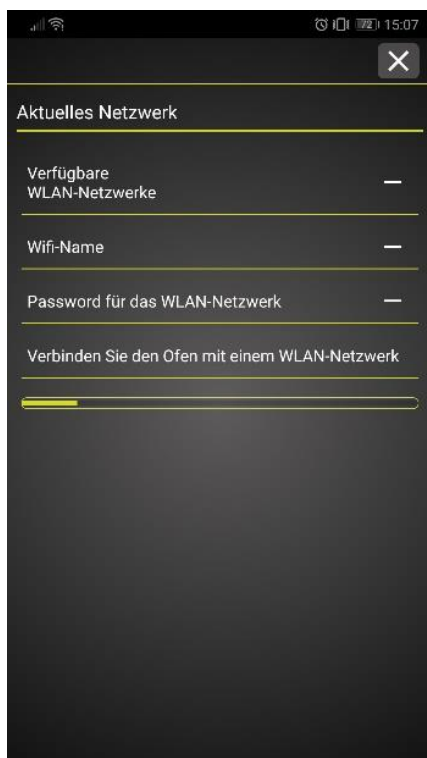 72 15:07
Aktuelles Netzwerk
Verfügbare
WLAN-Netzwerke
Wifi-Name
Password für das WLAN-Netzwerk
Verbinden Sie den Ofen mit einem WLAN-Netzwerk